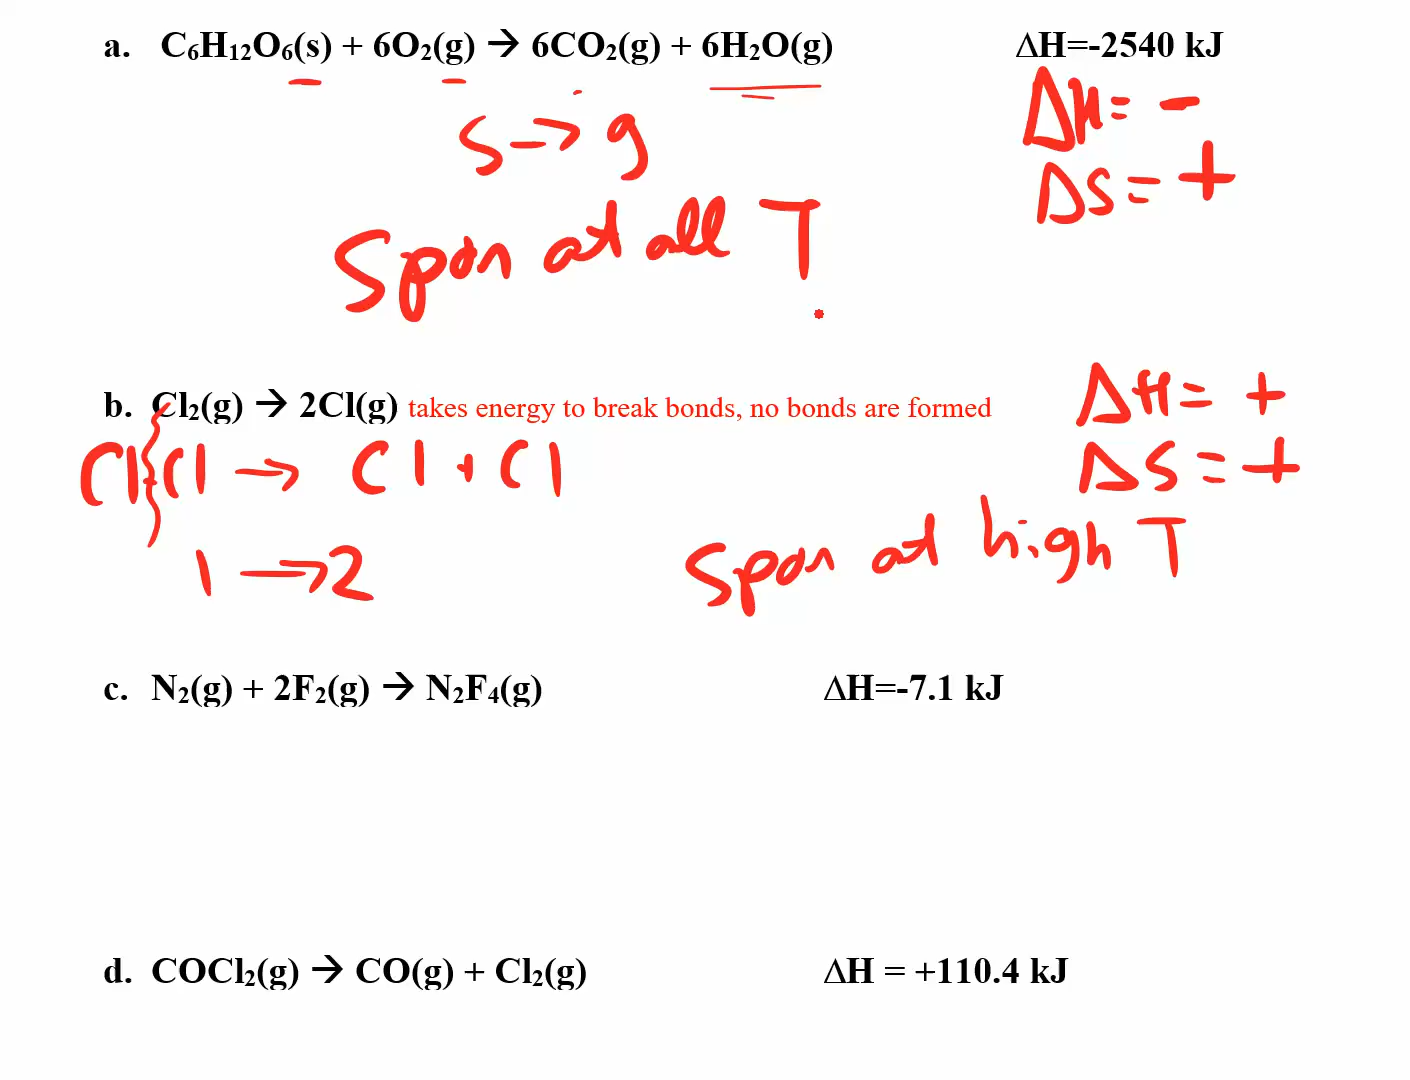 a. C₆H₁₂O₆(s) + 6O₂(g) → 6CO₂(g) + 6H₂O(g) ΔH=-2540 kJ
ΔH = -
S → g
ΔS = +
Spon at all T
b. Cl₂(g) → 2Cl(g) takes energy to break bonds, no bonds are formed
ΔH = +
Cl-Cl → Cl + Cl
ΔS = +
1 → 2
Spon at high T
c. N₂(g) + 2F₂(g) → N₂F₄(g) ΔH=-7.1 kJ
d. COCl₂(g) → CO(g) + Cl₂(g) ΔH = +110.4 kJ